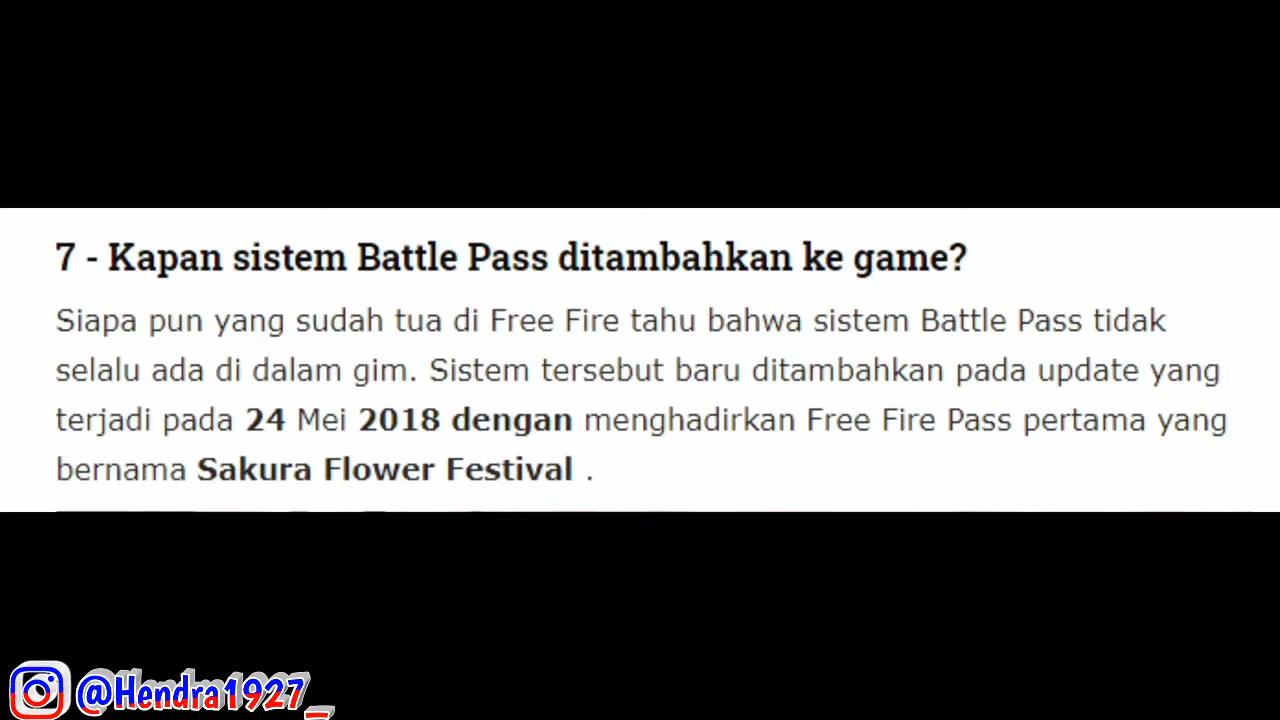 7 - Kapan sistem Battle Pass ditambahkan ke game?
Siapa pun yang sudah tua di Free Fire tahu bahwa sistem Battle Pass tidak
selalu ada di dalam gim. Sistem tersebut baru ditambahkan pada update yang
terjadi pada 24 Mei 2018 dengan menghadirkan Free Fire Pass pertama yang
bernama Sakura Flower Festival .
@Hendra1927_